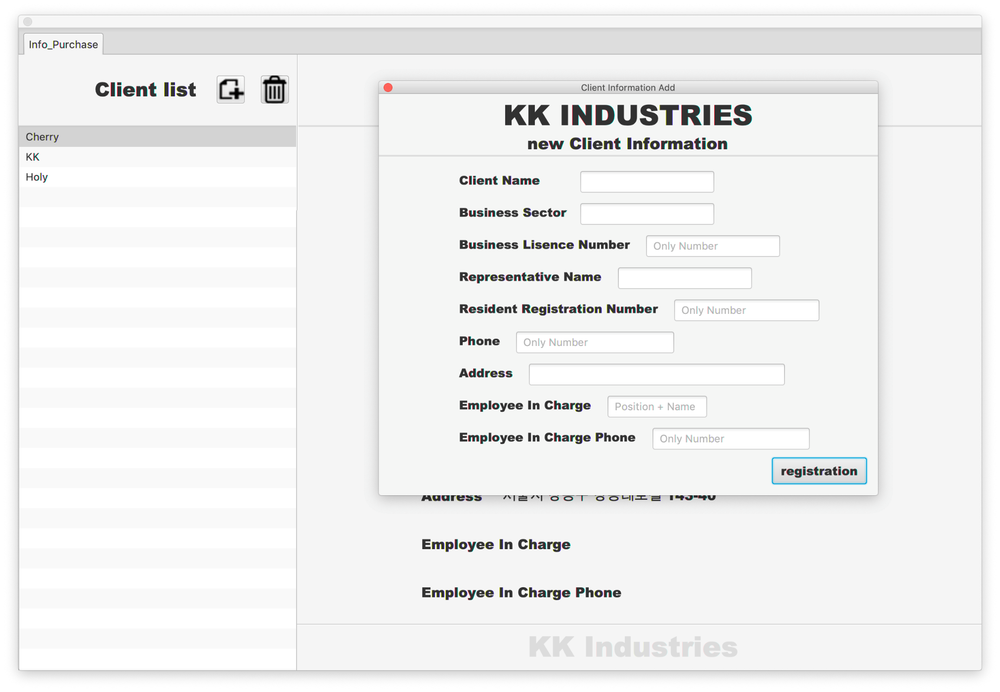 Info_Purchase
Client list
Cherry
KK
Holy
Client Information Add
KK INDUSTRIES
new Client Information
Client Name
Business Sector
Business Lisence Number Only Number
Representative Name
Resident Registration Number Only Number
Phone Only Number
Address
Employee In Charge Position + Name
Employee In Charge Phone Only Number
registration
Address 143-40
Employee In Charge
Employee In Charge Phone
KK Industries